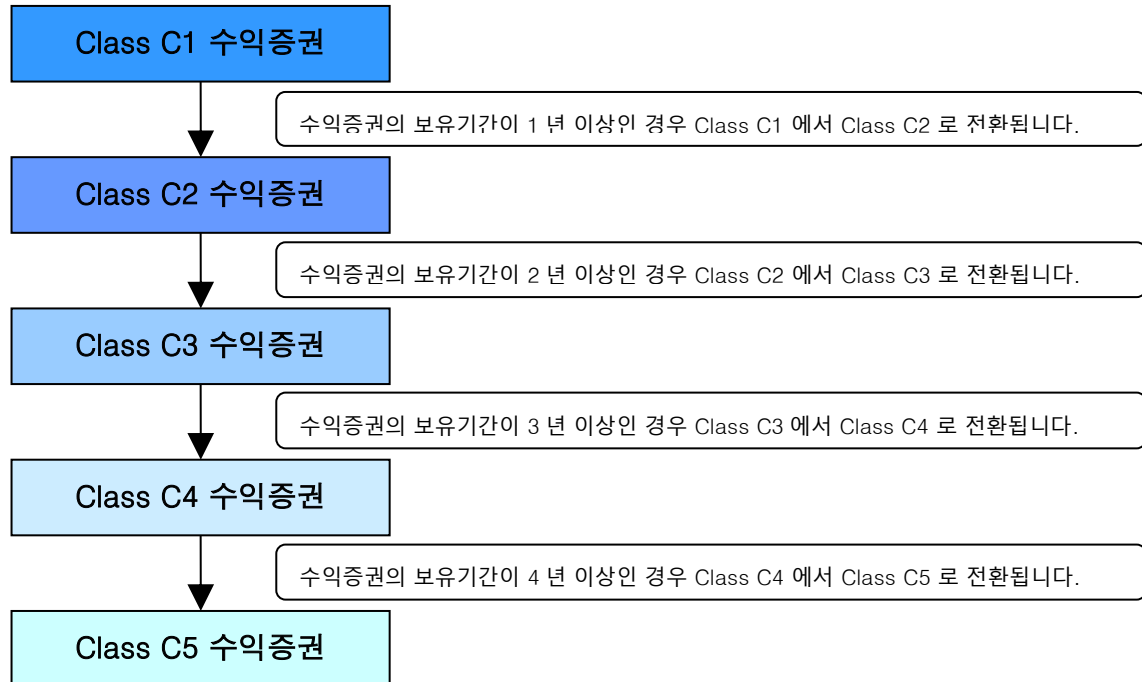 Class C1 수익증권
수익증권의 보유기간이 1 년 이상인 경우 Class C1 에서 Class C2 로 전환됩니다.
Class C2 수익증권
수익증권의 보유기간이 2 년 이상인 경우 Class C2 에서 Class C3 로 전환됩니다.
Class C3 수익증권
수익증권의 보유기간이 3 년 이상인 경우 Class C3 에서 Class C4 로 전환됩니다.
Class C4 수익증권
수익증권의 보유기간이 4 년 이상인 경우 Class C4 에서 Class C5 로 전환됩니다.
Class C5 수익증권